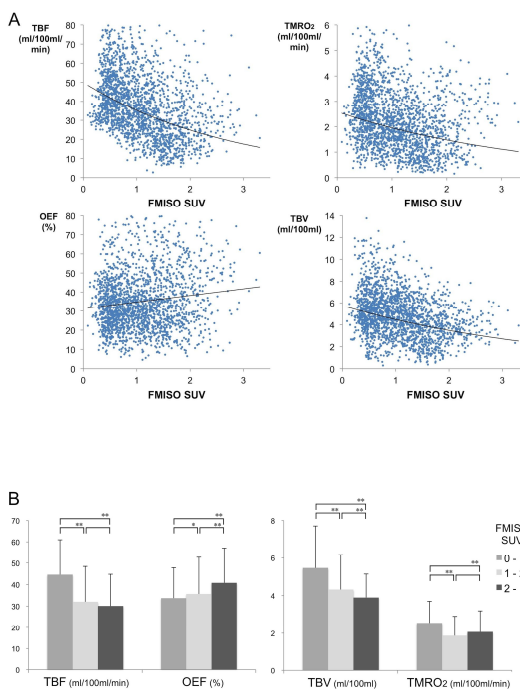 A
TBF
(ml/100ml/
min)
80
70
60
50
40
30
20
10
0
0 1 2 3
FMISO SUV
TMRO2
(ml/100ml/
min)
6
5
4
3
2
1
0
0 1 2 3
FMISO SUV
OEF
(%)
80
70
60
50
40
30
20
10
0
0 1 2 3
FMISO SUV
TBV
(ml/100ml)
14
12
10
8
6
4
2
0
0 1 2 3
FMISO SUV
B
70
60
50
40
30
20
10
0
**
** **
**
* **
TBF (ml/100ml/min) OEF (%)
10
8
6
4
2
0
**
** **
**
** **
TBV (ml/100ml) TMRO2 (ml/100ml/min)
FMIS
SUV
0 -
1 -
2 -